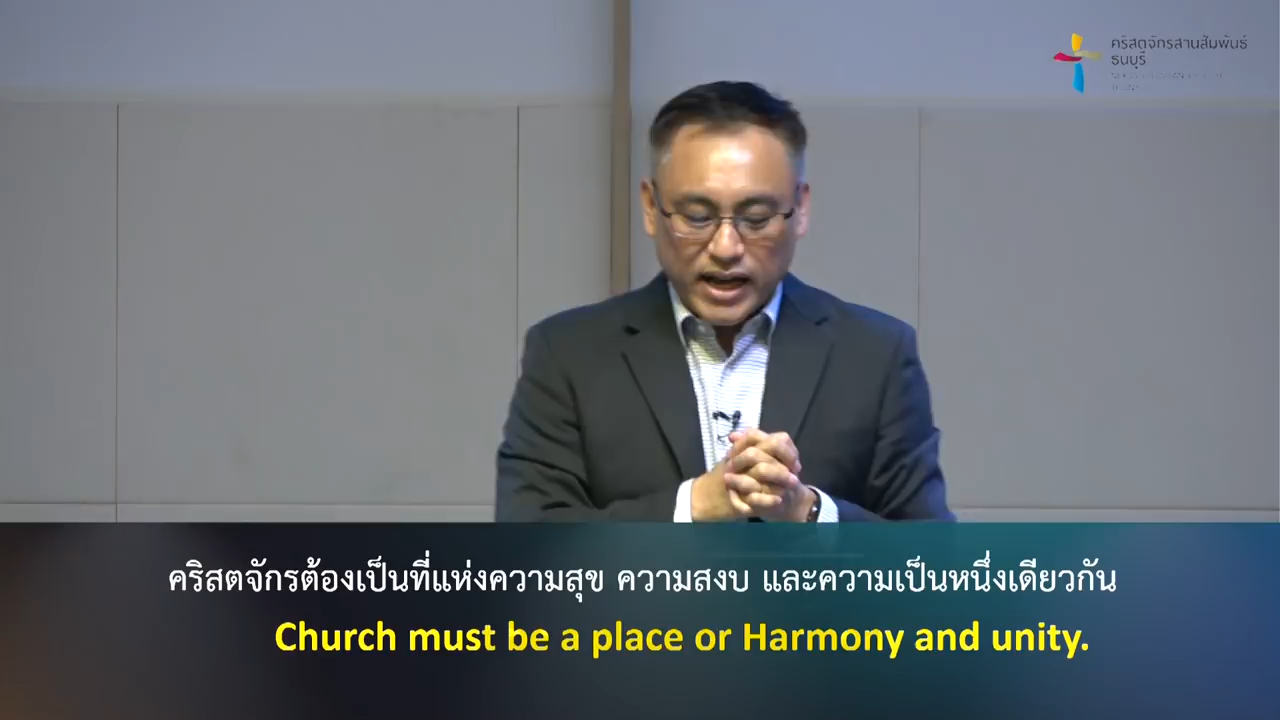 คริสตจักรสานสัมพันธ์
ธนบุรี
คริสตจักรต้องเป็นที่แห่งความสุข ความสงบ และความเป็นหนึ่งเดียวกัน
Church must be a place or Harmony and unity.